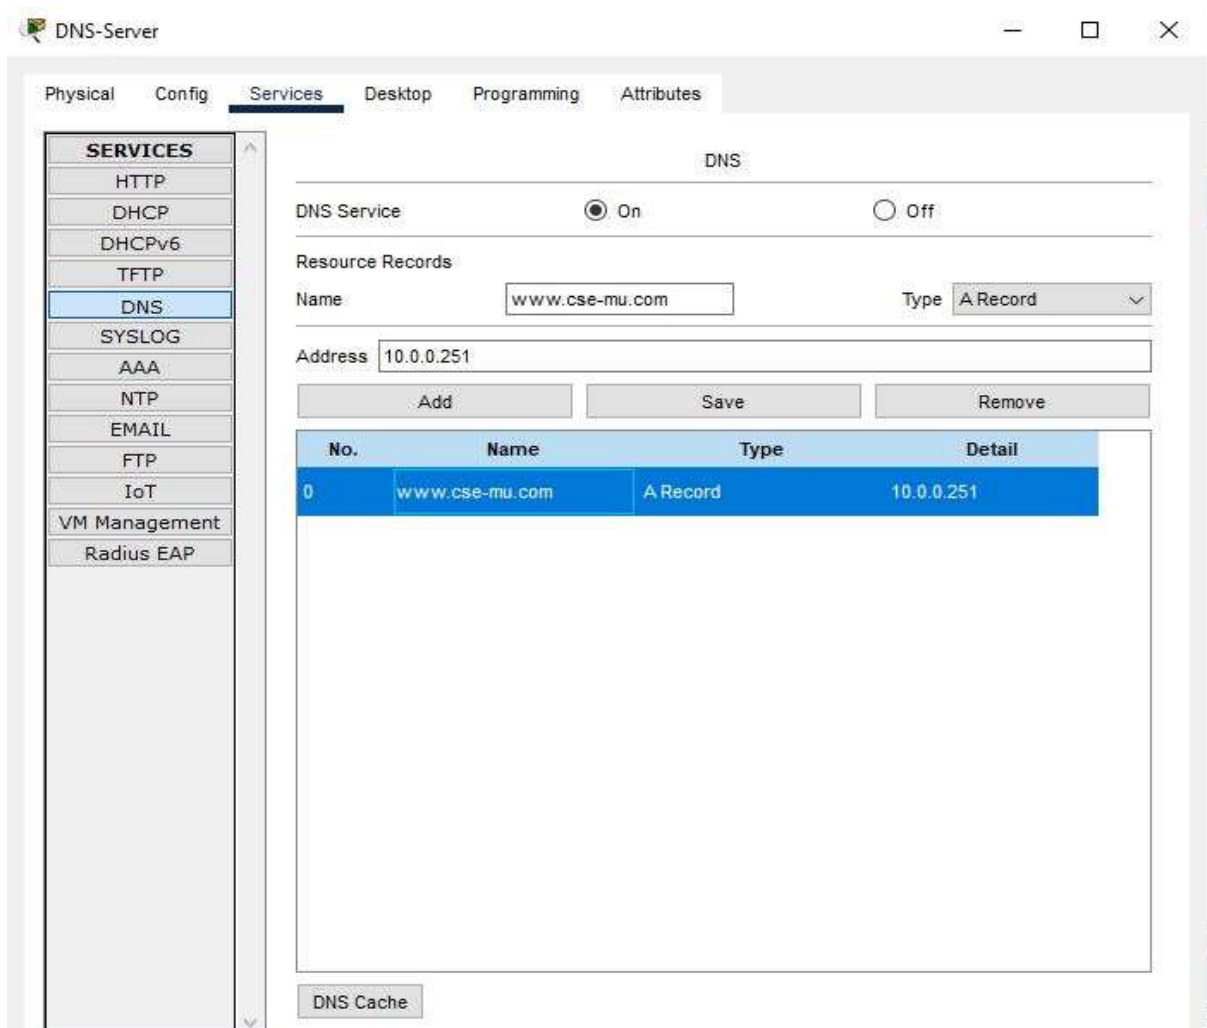 DNS-Server
Physical Config Services Desktop Programming Attributes
SERVICES
HTTP
DHCP
DHCPv6
TFTP
DNS
SYSLOG
AAA
NTP
EMAIL
FTP
IoT
VM Management
Radius EAP
DNS
DNS Service On Off
Resource Records
Name www.cse-mu.com Type A Record
Address 10.0.0.251
Add Save Remove
No. Name Type Detail
0 www.cse-mu.com A Record 10.0.0.251
DNS Cache